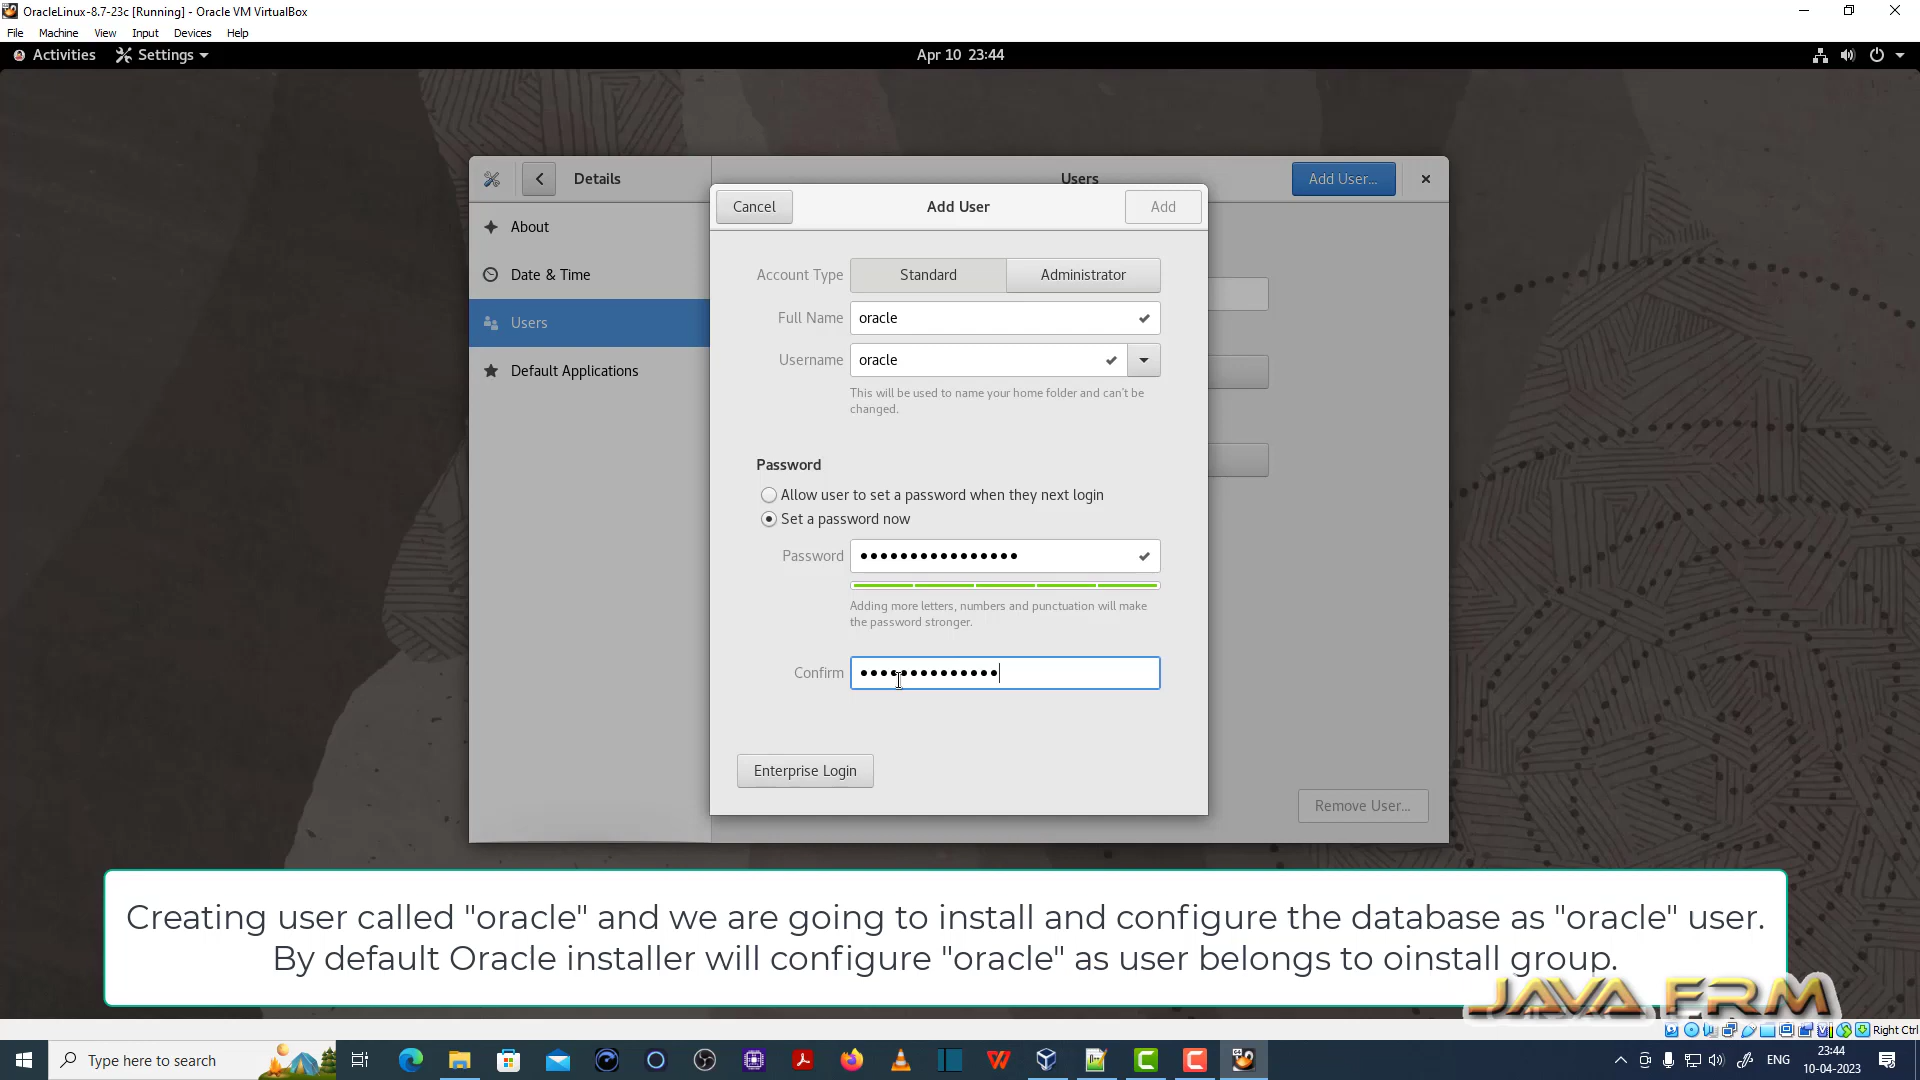 OracleLinux-8.7-23c [Running] - Oracle VM VirtualBox
File Machine View Input Devices Help
Activities Settings Apr 10 23:44
Details Users Add User...
Cancel Add User Add
About
Date & Time
Users
Default Applications
Account Type Standard Administrator
Full Name oracle
Username oracle
This will be used to name your home folder and can't be
changed.
Password
Allow user to set a password when they next login
Set a password now
Password
Adding more letters, numbers and punctuation will make
the password stronger.
Confirm
Enterprise Login
Remove User...
Creating user called "oracle" and we are going to install and configure the database as "oracle" user.
By default Oracle installer will configure "oracle" as user belongs to oinstall group.
JAVA FRM
Right Ctrl
Type here to search
ENG
23:44
10-04-2023